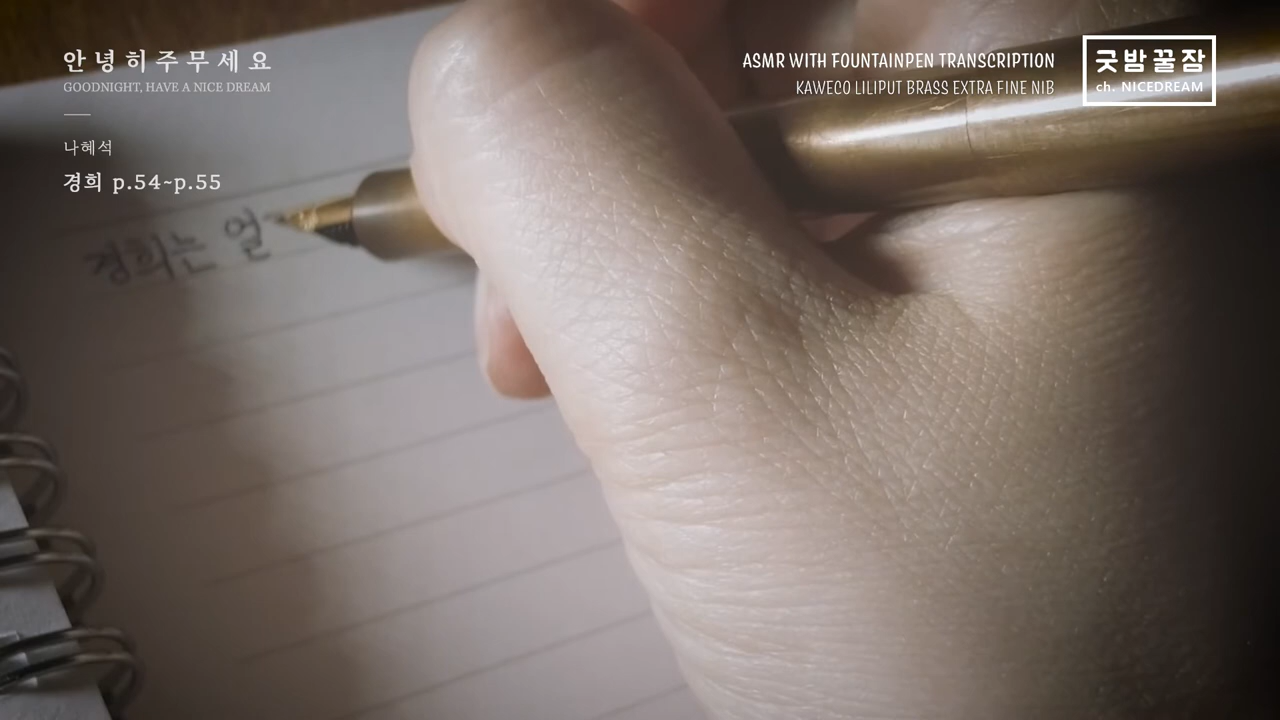 안녕히주무세요
GOODNIGHT, HAVE A NICE DREAM
나혜석
경희 p.54~p.55
ASMR WITH FOUNTAINPEN TRANSCRIPTION
KAWECO LILIPUT BRASS EXTRA FINE NIB
굿밤꿀잠
ch. NICEDREAM
경희는 얼